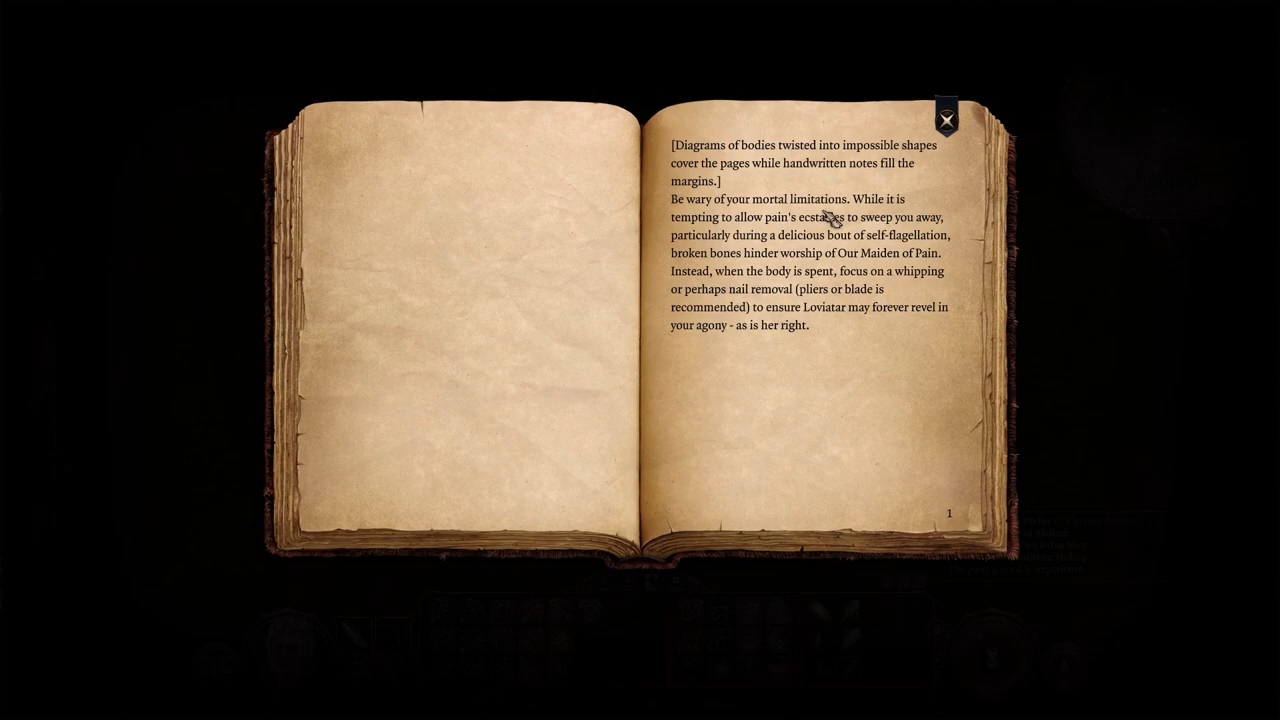 [Diagrams of bodies twisted into impossible shapes
cover the pages while handwritten notes fill the
margins.]
Be wary of your mortal limitations. While it is
tempting to allow pain's ecstasies to sweep you away,
particularly during a delicious bout of self-flagellation,
broken bones hinder worship of Our Maiden of Pain.
Instead, when the body is spent, focus on a whipping
or perhaps nail removal (pliers or blade is
recommended) to ensure Loviatar may forever revel in
your agony - as is her right.
1